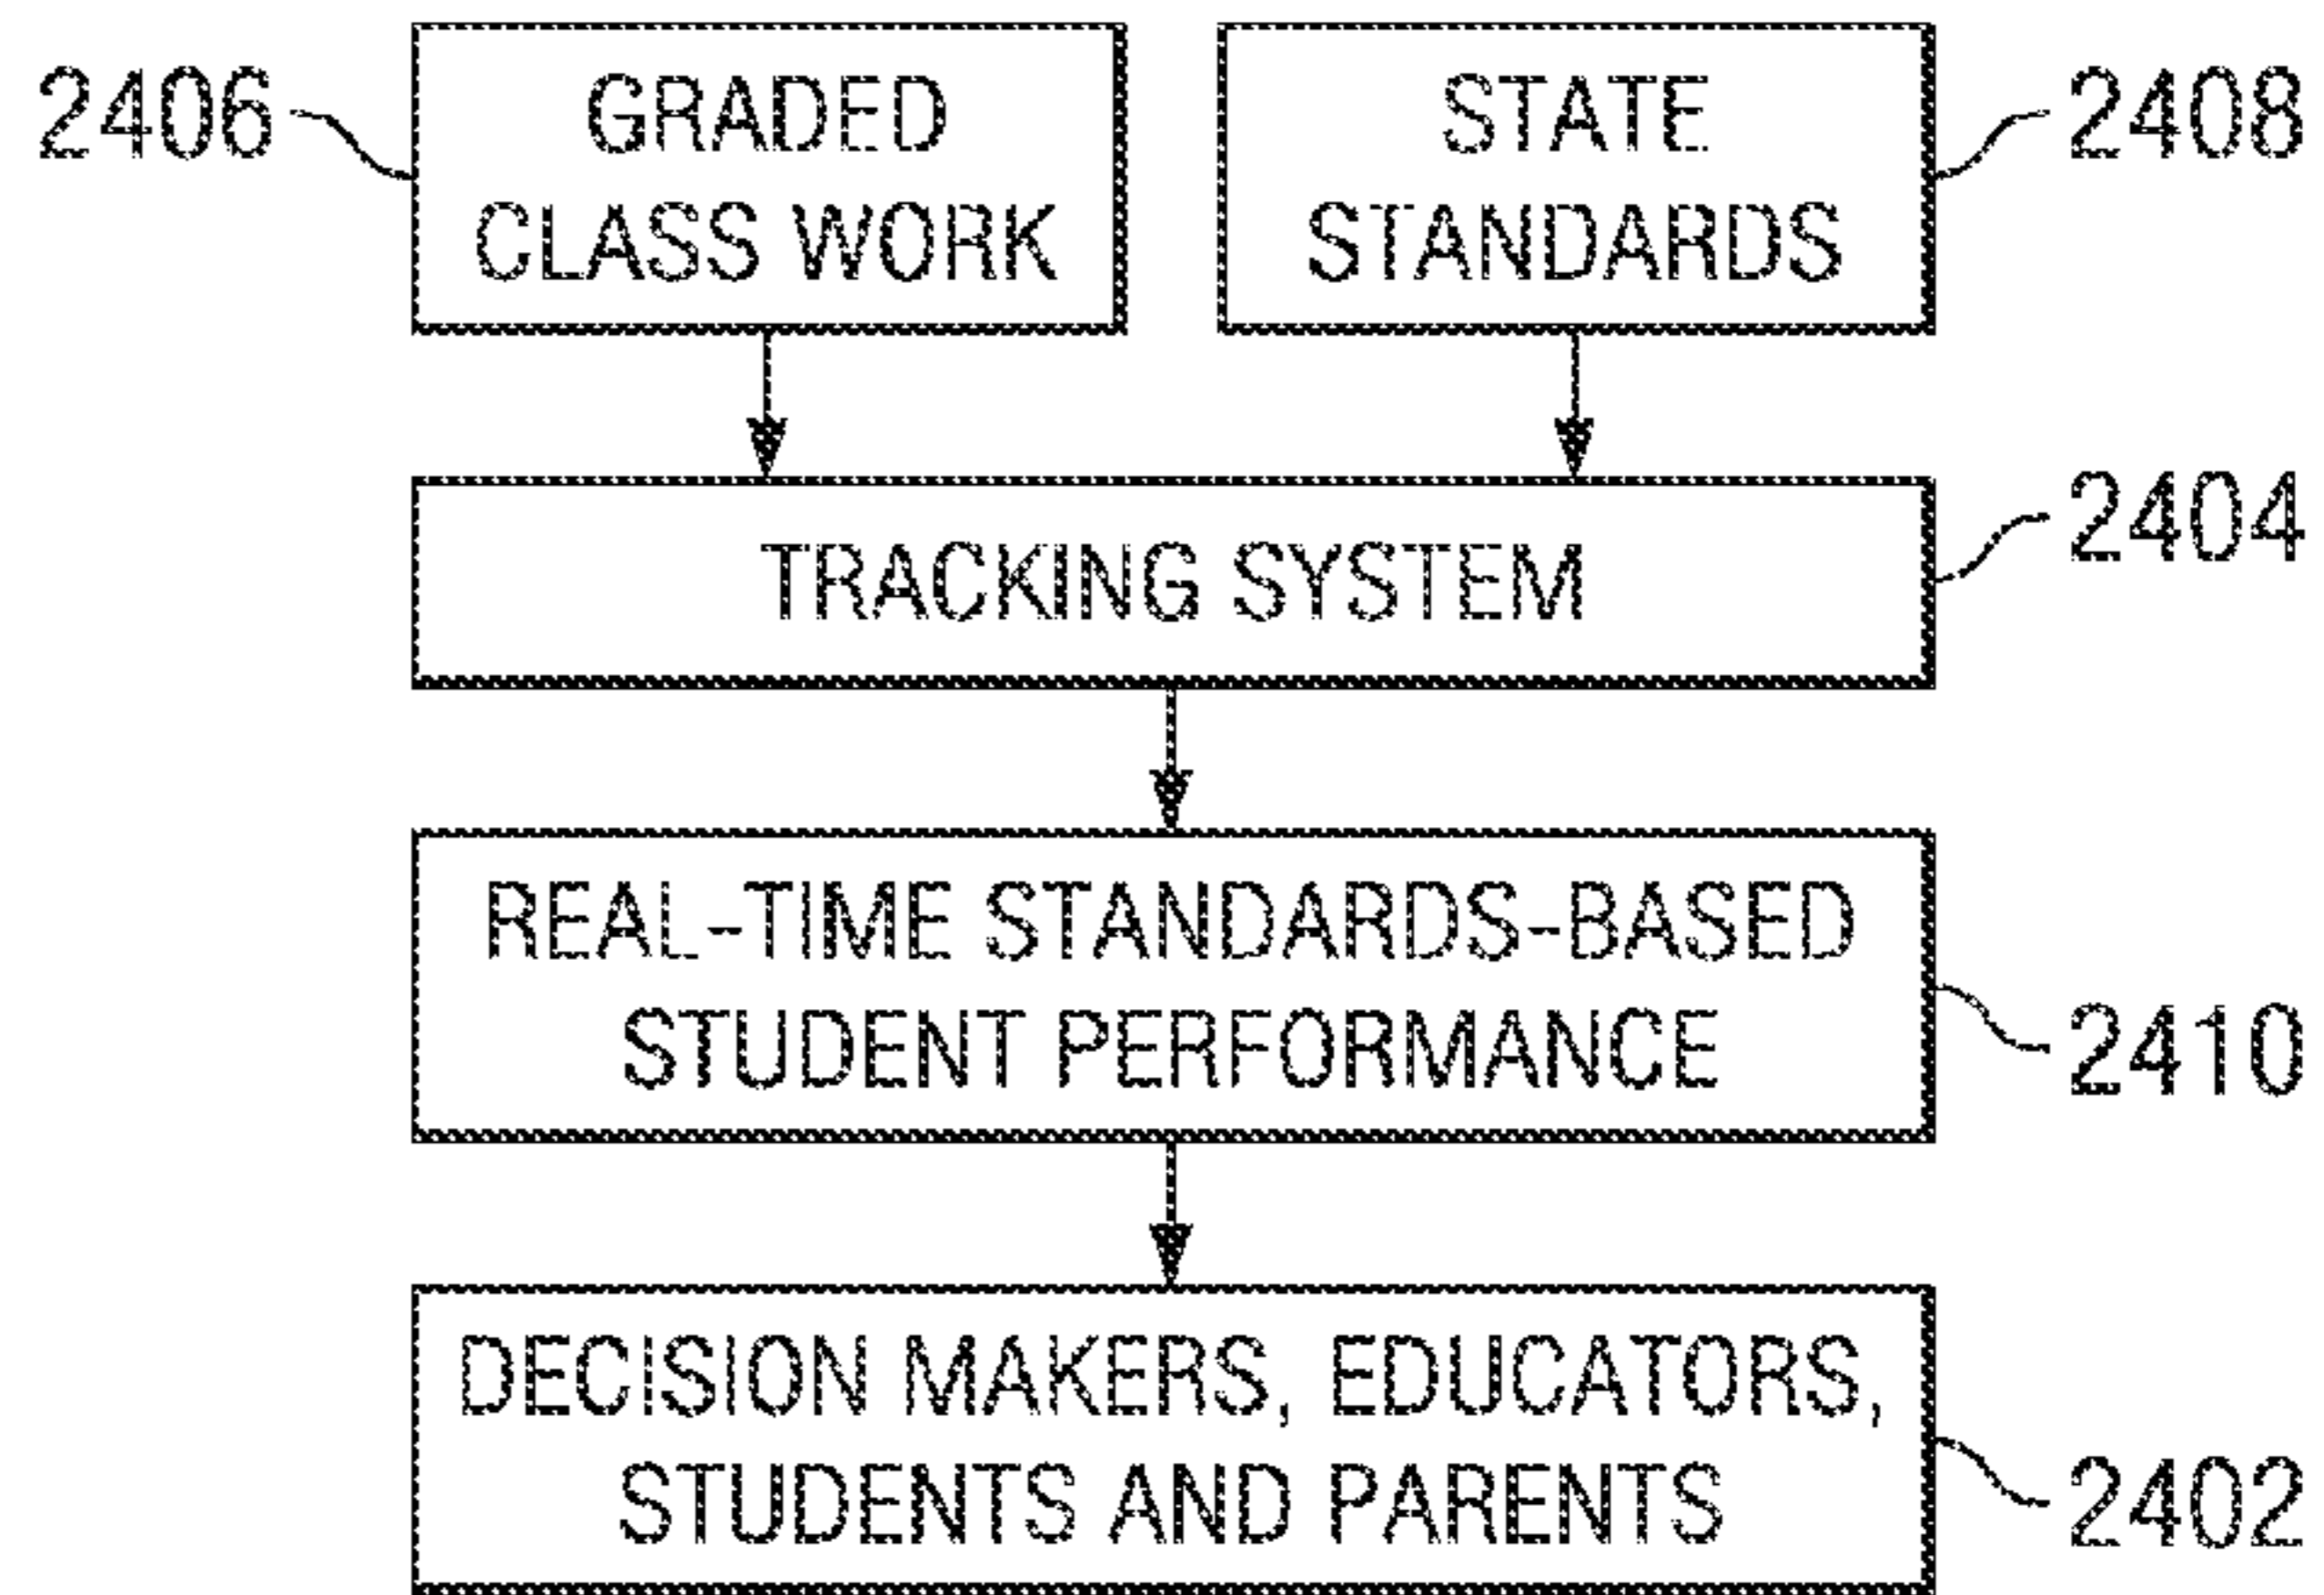 2406
GRADED
CLASS WORK
STATE
STANDARDS
2408
TRACKING SYSTEM
2404
REAL-TIME STANDARDS-BASED
STUDENT PERFORMANCE
2410
DECISION MAKERS, EDUCATORS,
STUDENTS AND PARENTS
2402